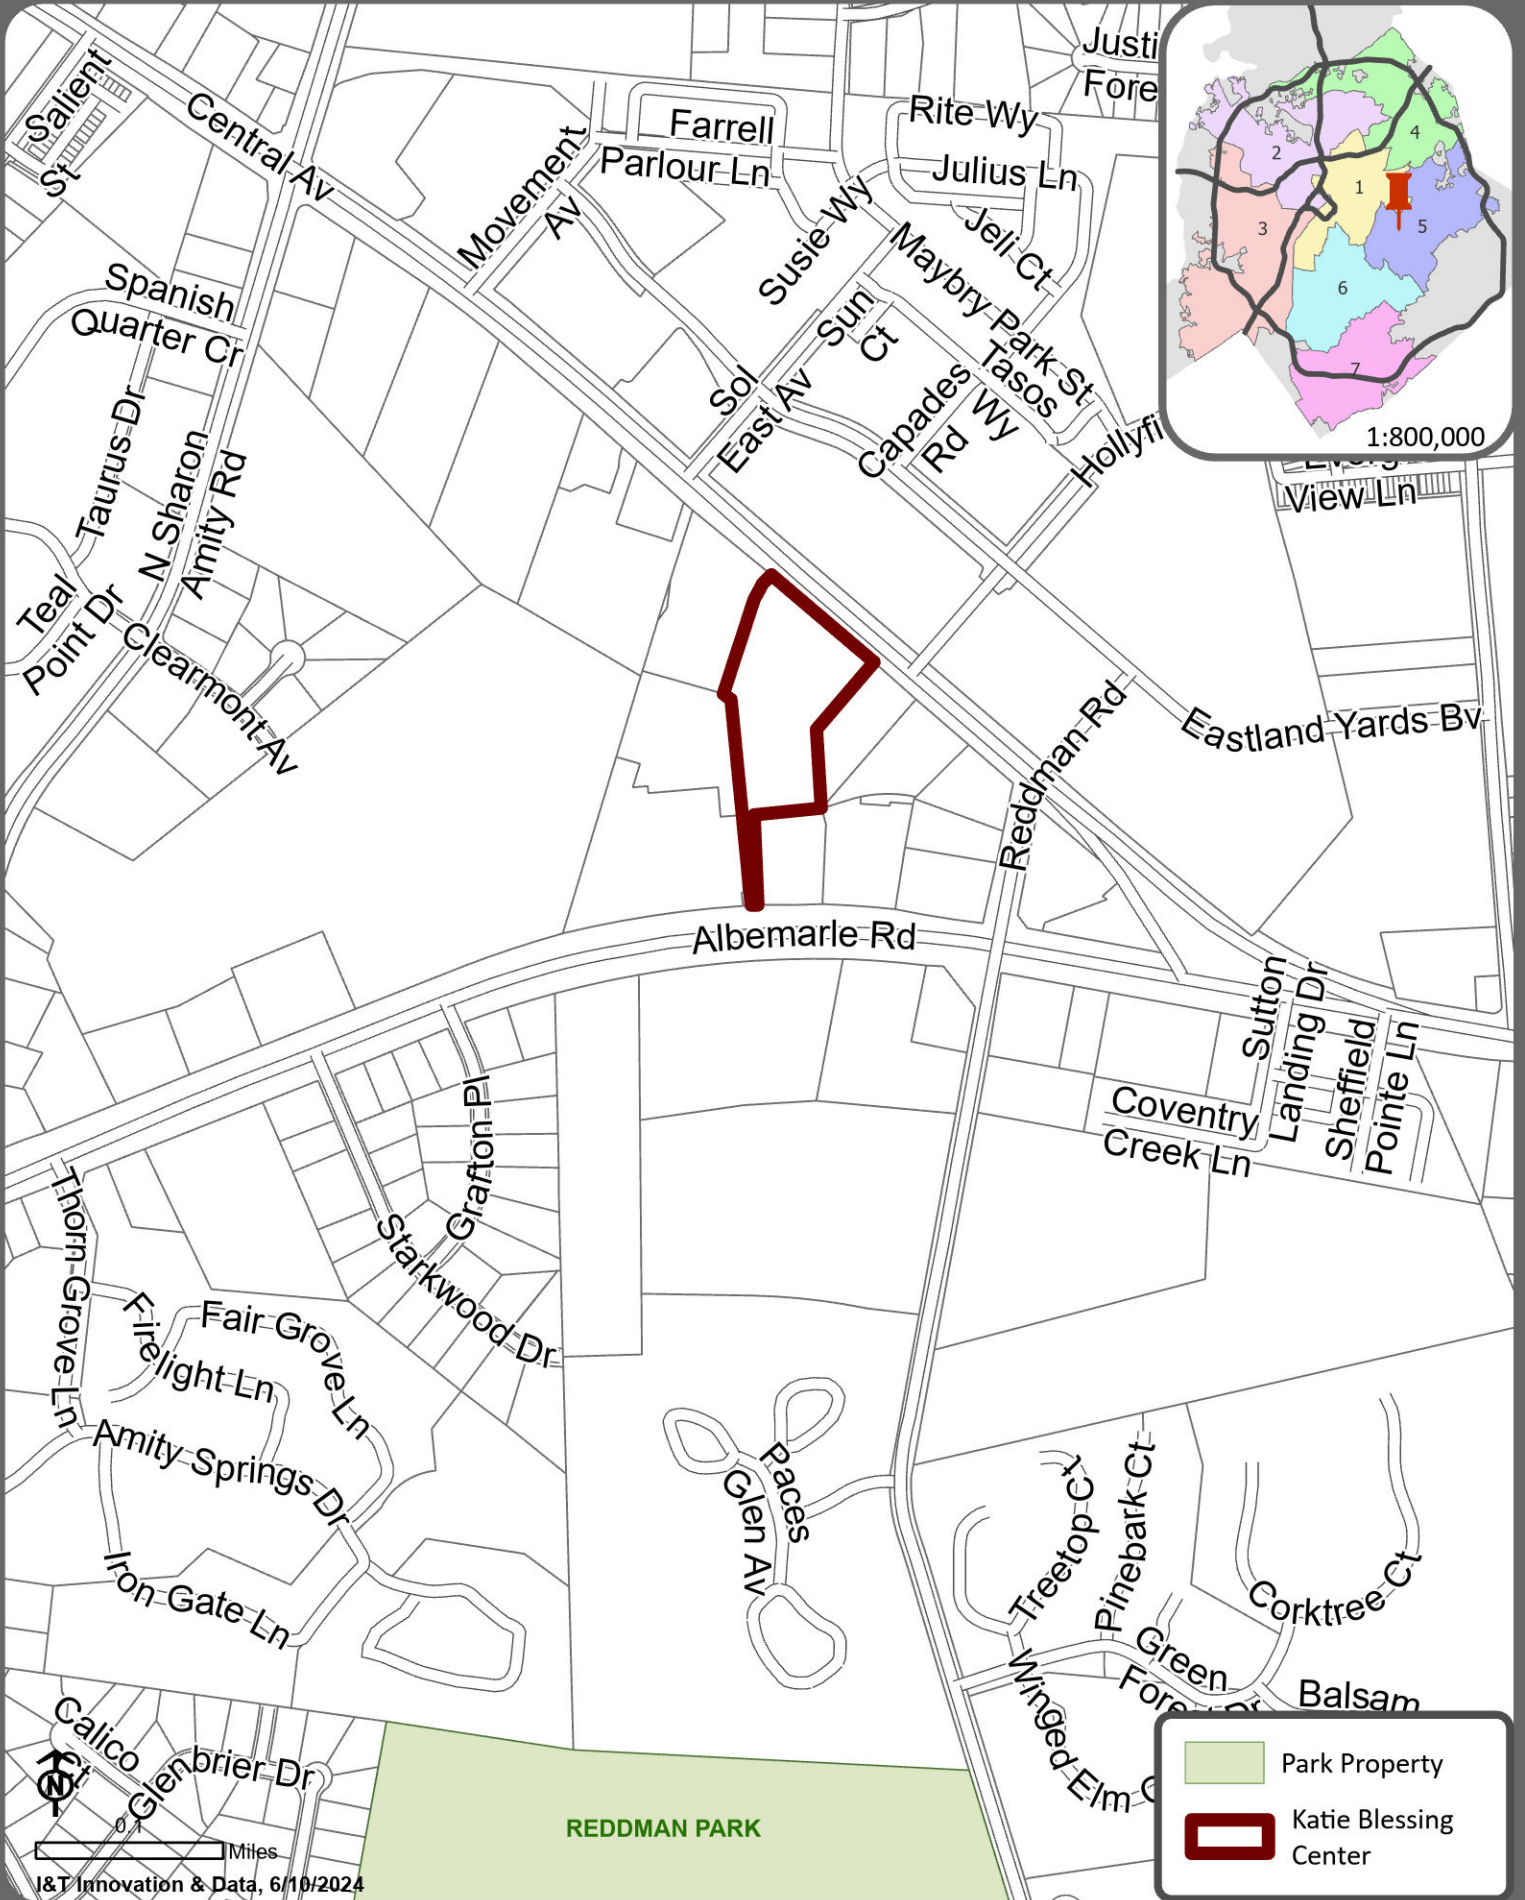 Salient
St
Central Av
Movement
Av
Farrell
Parlour Ln
Rite Wy
Julius Ln
Jeli Ct
Susie Wy
Justi
Fore
Maybry Park St
Sun
Ct
Tasos
Wy
Capades
Rd
Sol
East Av
Hollyfi
View Ln
Spanish
Quarter Cr
Taurus Dr
N Sharon
Amity Rd
Teal
Point Dr
Clearmont Av
Reddman Rd
Eastland Yards Bv
Albemarle Rd
Sutton
Landing Dr
Sheffield
Pointe Ln
Coventry
Creek Ln
Grafton Pl
Starkwood Dr
Thorn Grove Ln
Firelight Ln
Fair Grove Ln
Amity Springs Dr
Iron Gate Ln
Paces
Glen Av
Treetop Ct
Pinebark Ct
Corktree Ct
Green
Forest Dr
Balsam
Winged Elm C
Calico
Ct
Glenbrier Dr
REDDMAN PARK
1
2
3
4
5
6
7
1:800,000
Park Property
Katie Blessing
Center
N
0.1
Miles
I&T Innovation & Data, 6/10/2024